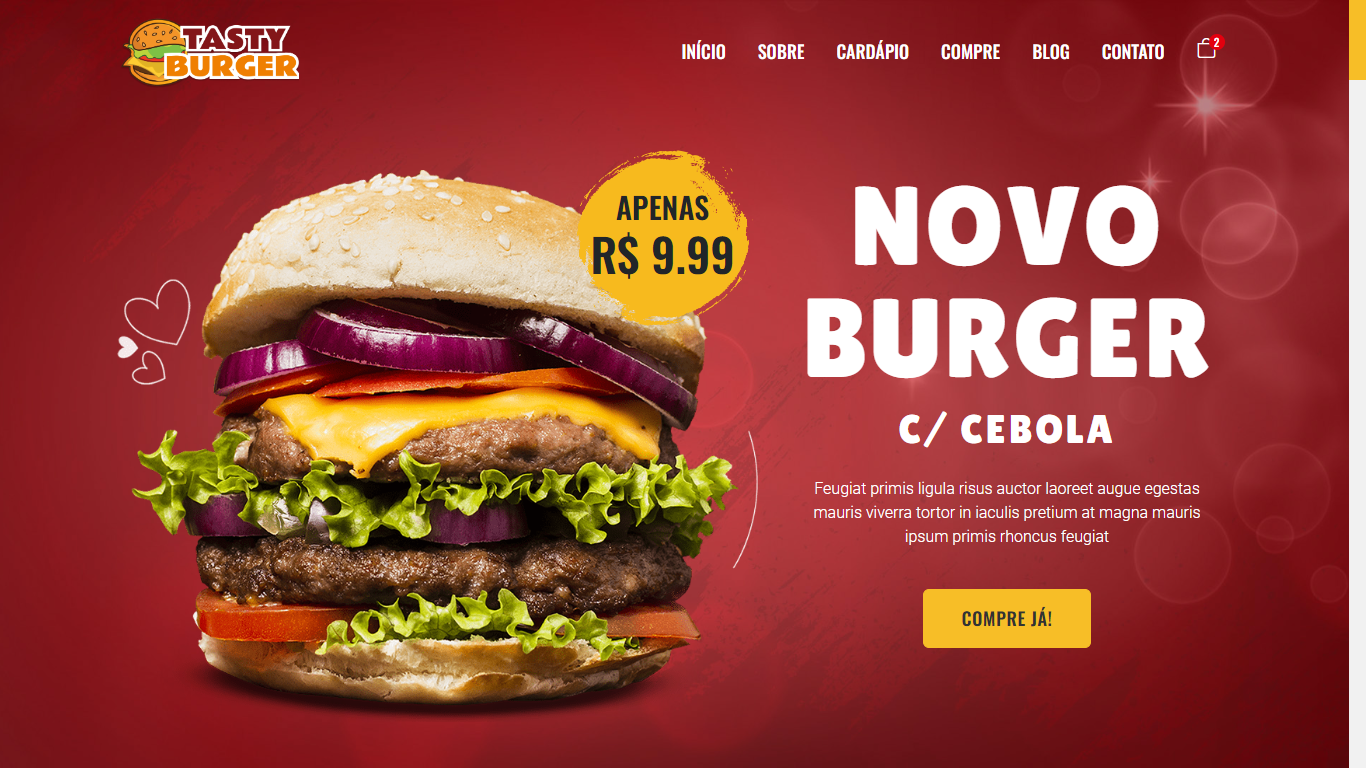 TASTY
BURGER
INÍCIO SOBRE CARDÁPIO COMPRE BLOG CONTATO 2
APENAS
R$ 9.99
NOVO
BURGER
C/ CEBOLA
Feugiat primis ligula risus auctor laoreet augue egestas
mauris viverra tortor in iaculis pretium at magna mauris
ipsum primis rhoncus feugiat
COMPRE JÁ!